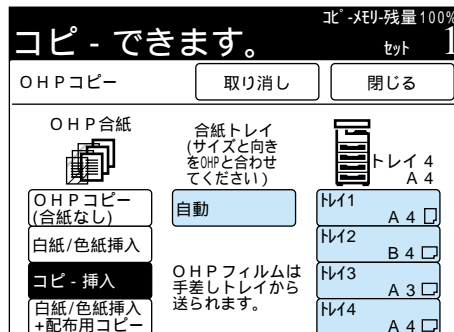 ｺﾋﾟ-ﾒﾓﾘ-残量100%
コピ-できます。
ｾｯﾄ 1
OHPコピー
取り消し
閉じる
OHP合紙
OHPコピー
(合紙なし)
白紙/色紙挿入
コピ-挿入
白紙/色紙挿入
+配布用コピー
合紙トレイ
(サイズと向き
をOHPと合わせ
てください)
自動
OHPフィルムは
手差しトレイから
送られます。
トレイ4
A4
ﾄﾚｲ1
A4
ﾄﾚｲ2
B4
ﾄﾚｲ3
A3
ﾄﾚｲ4
A4